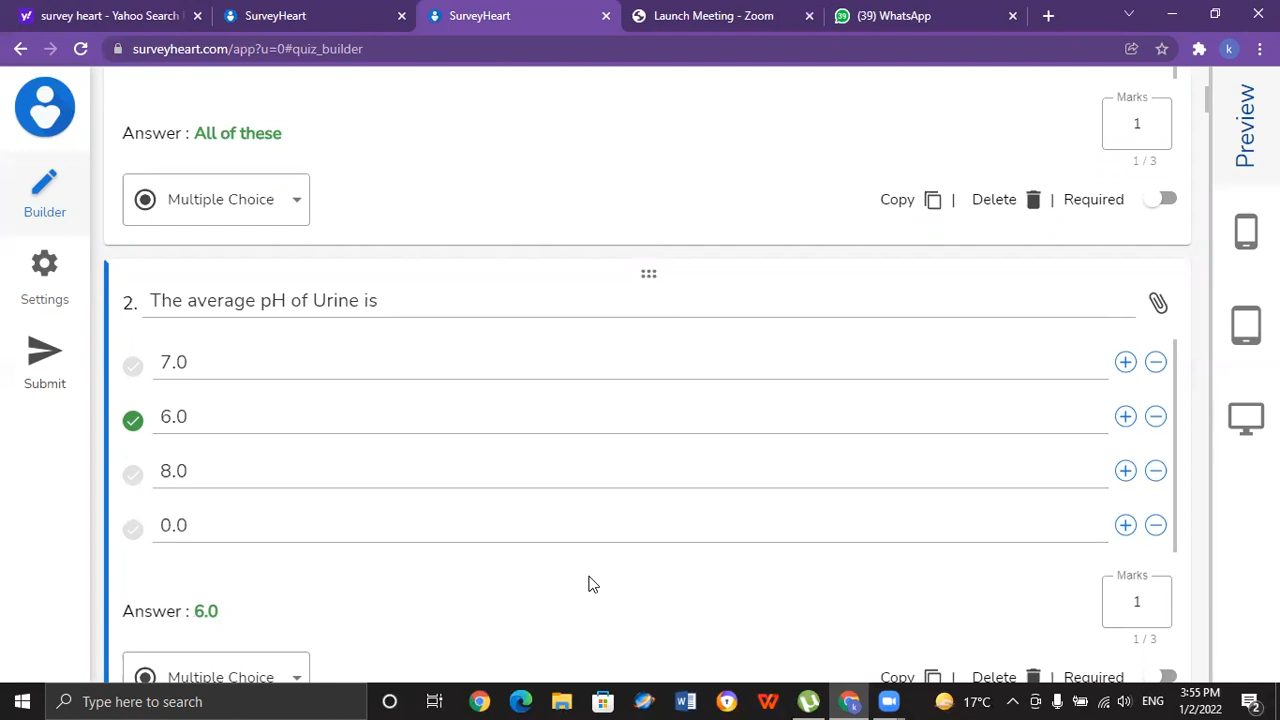 survey heart - Yahoo Search
SurveyHeart
SurveyHeart
Launch Meeting - Zoom
(39) WhatsApp
surveyheart.com/app?u=0#quiz_builder
k
Builder
Settings
Submit
Answer : All of these
Marks
1
1 / 3
Multiple Choice
Copy | Delete | Required
2. The average pH of Urine is
7.0
6.0
8.0
0.0
Answer : 6.0
Marks
1
1 / 3
Multiple Choice
Copy | Delete | Required
Preview
Type here to search
17°C
ENG
3:55 PM
1/2/2022
2